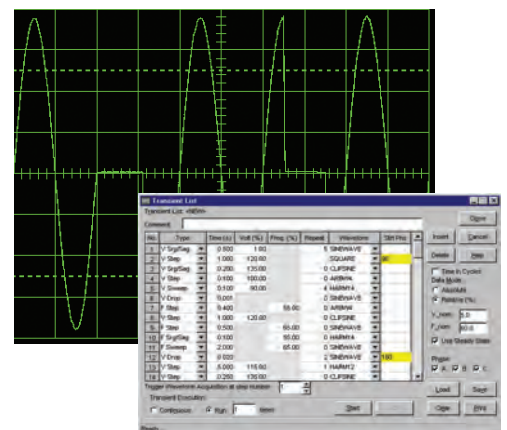 Transient List
Transient List: <NEW>
Comment:
Close
No. Type Time (s) Volt (%) Freq. (%) Repeat Waveform Strt Phs
Insert Cancel
Delete Help
1 V Srg/Sag 0.500 1.00 5 SINEWAVE
2 V Step 1.000 120.00 SQUARE 90
3 V Srg/Sag 0.200 135.00 0 CLIPSINE
4 V Step 0.100 100.00
5 V Sweep 0.100 90.00 4 HARM14
6 V Drop 0.001 0 SINEWAVE
7 F Step 0.400 55.00
8 V Step 1.000 120.00 0 CLIPSINE
9 F Step 0.500 65.00 0 SINEWAVE
10 F Srg/Sag 0.100 55.00 0 HARM14
11 F Sweep 2.000 65.00 0 SINEWAVE
12 V Drop 0.020 2 SINEWAVE 180
13 V Step 5.000 115.00 1 HARM12
14 V Step 0.250 135.00 0 CLIPSINE
Time in Cycles
Data Mode:
Absolute
Relative (%)
V_nom: 5.0
F_nom: 60.0
Use Steady State
Phase:
A B C
Trigger Waveform Acquisition at step number: 1
Transient Execution:
Continuous Run 1 times
Start
Load Save
Clear Print
Ready